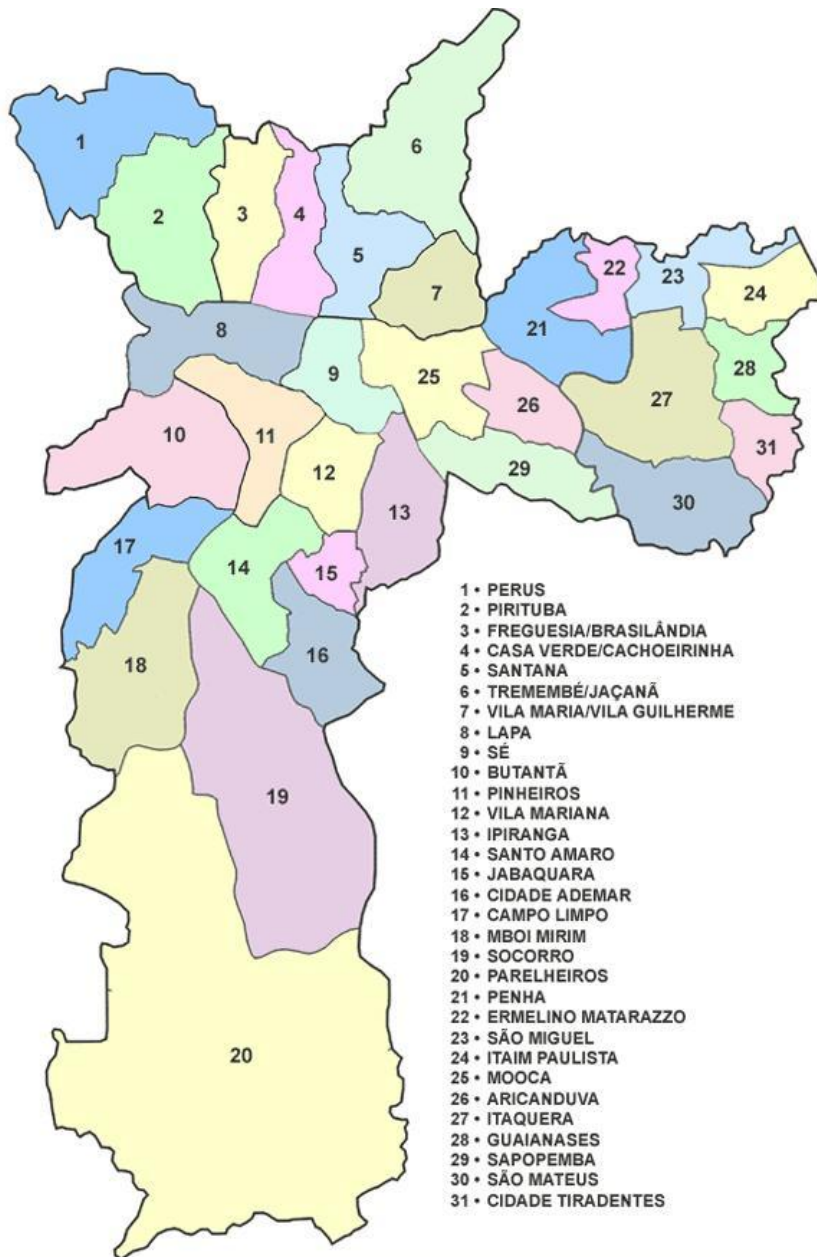 1
6
2
3
4
5
22
23
7
24
21
8
9
25
28
26
27
10
11
31
12
29
30
13
17
14
15
16
18
19
20
1 • PERUS
2 • PIRITUBA
3 • FREGUESIA/BRASILÂNDIA
4 • CASA VERDE/CACHOEIRINHA
5 • SANTANA
6 • TREMEMBÉ/JAÇANÃ
7 • VILA MARIA/VILA GUILHERME
8 • LAPA
9 • SÉ
10 • BUTANTÃ
11 • PINHEIROS
12 • VILA MARIANA
13 • IPIRANGA
14 • SANTO AMARO
15 • JABAQUARA
16 • CIDADE ADEMAR
17 • CAMPO LIMPO
18 • MBOI MIRIM
19 • SOCORRO
20 • PARELHEIROS
21 • PENHA
22 • ERMELINO MATARAZZO
23 • SÃO MIGUEL
24 • ITAIM PAULISTA
25 • MOOCA
26 • ARICANDUVA
27 • ITAQUERA
28 • GUAIANASES
29 • SAPOPEMBA
30 • SÃO MATEUS
31 • CIDADE TIRADENTES